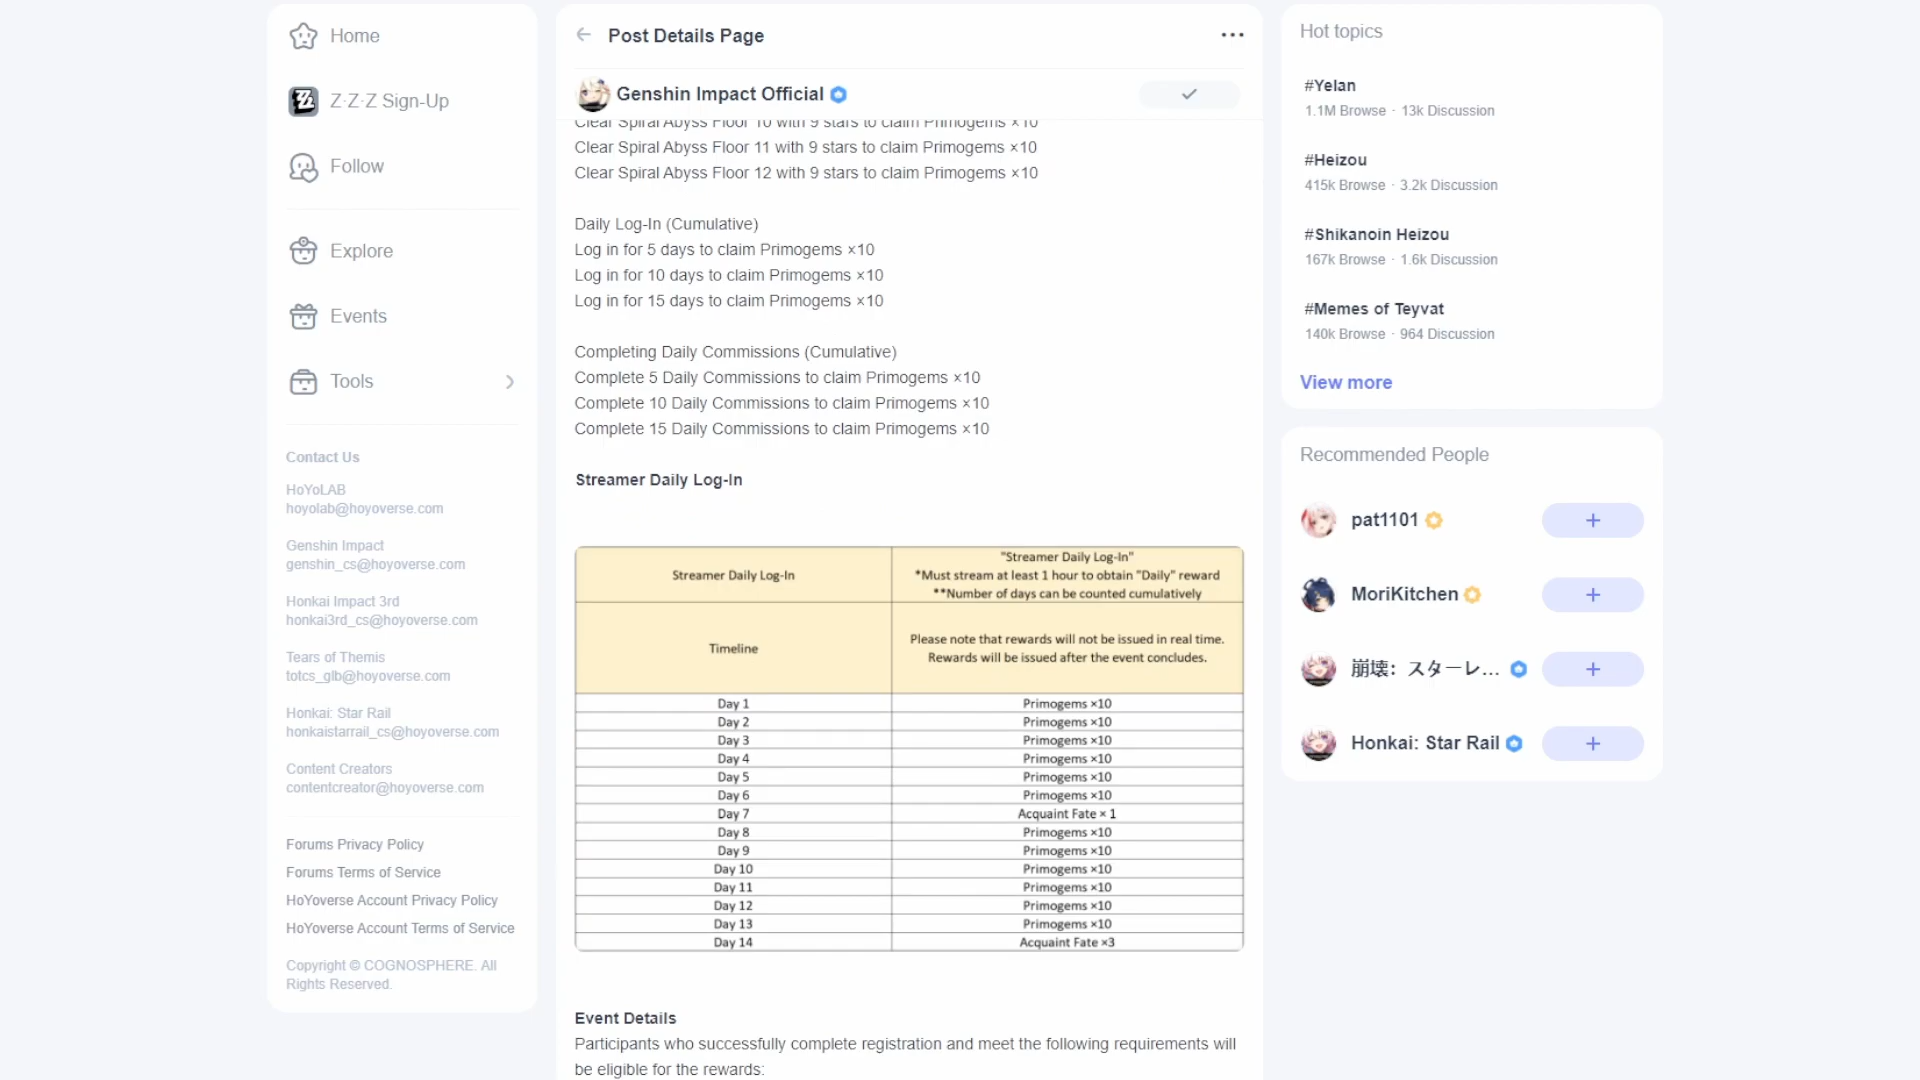 Home
Z·Z·Z Sign-Up
Follow
Explore
Events
Tools
Contact Us
HoYoLAB
hoyolab@hoyoverse.com
Genshin Impact
genshin_cs@hoyoverse.com
Honkai Impact 3rd
honkai3rd_cs@hoyoverse.com
Tears of Themis
totcs_glb@hoyoverse.com
Honkai: Star Rail
honkaistarrail_cs@hoyoverse.com
Content Creators
contentcreator@hoyoverse.com
Forums Privacy Policy
Forums Terms of Service
HoYoverse Account Privacy Policy
HoYoverse Account Terms of Service
Copyright © COGNOSPHERE. All
Rights Reserved.
Post Details Page
Genshin Impact Official
Clear Spiral Abyss Floor 10 with 9 stars to claim Primogems ×10
Clear Spiral Abyss Floor 11 with 9 stars to claim Primogems ×10
Clear Spiral Abyss Floor 12 with 9 stars to claim Primogems ×10
Daily Log-In (Cumulative)
Log in for 5 days to claim Primogems ×10
Log in for 10 days to claim Primogems ×10
Log in for 15 days to claim Primogems ×10
Completing Daily Commissions (Cumulative)
Complete 5 Daily Commissions to claim Primogems ×10
Complete 10 Daily Commissions to claim Primogems ×10
Complete 15 Daily Commissions to claim Primogems ×10
Streamer Daily Log-In
Streamer Daily Log-In
"Streamer Daily Log-In"
*Must stream at least 1 hour to obtain "Daily" reward
**Number of days can be counted cumulatively
Timeline
Please note that rewards will not be issued in real time.
Rewards will be issued after the event concludes.
Day 1 Primogems ×10
Day 2 Primogems ×10
Day 3 Primogems ×10
Day 4 Primogems ×10
Day 5 Primogems ×10
Day 6 Primogems ×10
Day 7 Acquaint Fate × 1
Day 8 Primogems ×10
Day 9 Primogems ×10
Day 10 Primogems ×10
Day 11 Primogems ×10
Day 12 Primogems ×10
Day 13 Primogems ×10
Day 14 Acquaint Fate ×3
Event Details
Participants who successfully complete registration and meet the following requirements will
be eligible for the rewards:
Hot topics
#Yelan
1.1M Browse · 13k Discussion
#Heizou
415k Browse · 3.2k Discussion
#Shikanoin Heizou
167k Browse · 1.6k Discussion
#Memes of Teyvat
140k Browse · 964 Discussion
View more
Recommended People
pat1101
MoriKitchen
崩壊：スターレ...
Honkai: Star Rail